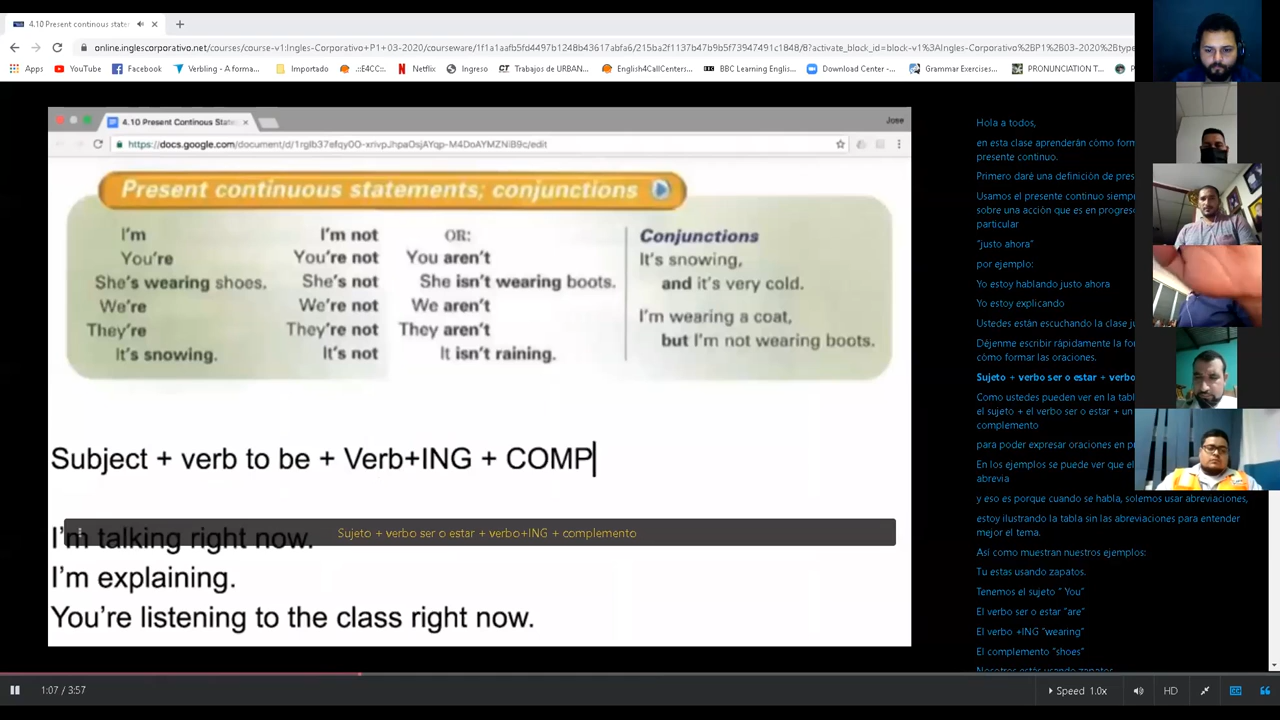 4.10 Present continous state
online.inglescorporativo.net/courses/course-v1:Ingles-Corporativo+P1+03-2020/courseware/1f1a1aafb5fd4497b1248b43617abfa6/215ba2f1137b47b9b5f73947491c1848/8?activate_block_id=block-v1%3AIngles-Corporativo%2BP1%2B03-2020%2Btype
Apps YouTube Facebook Verbling - A forma... Importado .::E4CC::. Netflix Ingreso Trabajos de URBAN... English4CallCenters... BBC Learning Englis... Download Center -... Grammar Exercises... PRONUNCIATION T...
4.10 Present Continous State
Jose
https://docs.google.com/document/d/
Present continuous statements; conjunctions
I'm I'm not OR: Conjunctions
You're You're not You aren't It's snowing,
She's wearing shoes. She's not She isn't wearing boots. and it's very cold.
We're We're not We aren't I'm wearing a coat,
They're They're not They aren't but I'm not wearing boots.
It's snowing. It's not It isn't raining.
Subject + verb to be + Verb+ING + COMP
Sujeto + verbo ser o estar + verbo+ING + complemento
I'm talking right now.
I'm explaining.
You're listening to the class right now.
Hola a todos,
en esta clase aprenderán cómo form
presente continuo.
Primero daré una definición de pres
Usamos el presente continuo siempr
sobre una acción que es en progreso
particular
"justo ahora"
por ejemplo:
Yo estoy hablando justo ahora
Yo estoy explicando
Ustedes están escuchando la clase ju
Déjenme escribir rápidamente la for
cómo formar las oraciones.
Sujeto + verbo ser o estar + verbo
Como ustedes pueden ver en la tabl
el sujeto + el verbo ser o estar + un
complemento
para poder expresar oraciones en pr
En los ejemplos se puede ver que el
abrevia
y eso es porque cuando se habla, solemos usar abreviaciones,
estoy ilustrando la tabla sin las abreviaciones para entender
mejor el tema.
Así como muestran nuestros ejemplos:
Tu estas usando zapatos.
Tenemos el sujeto " You"
El verbo ser o estar "are"
El verbo +ING "wearing"
El complemento "shoes"
Nosotros estás usando zapatos
1:07 / 3:57
Speed 1.0x
HD